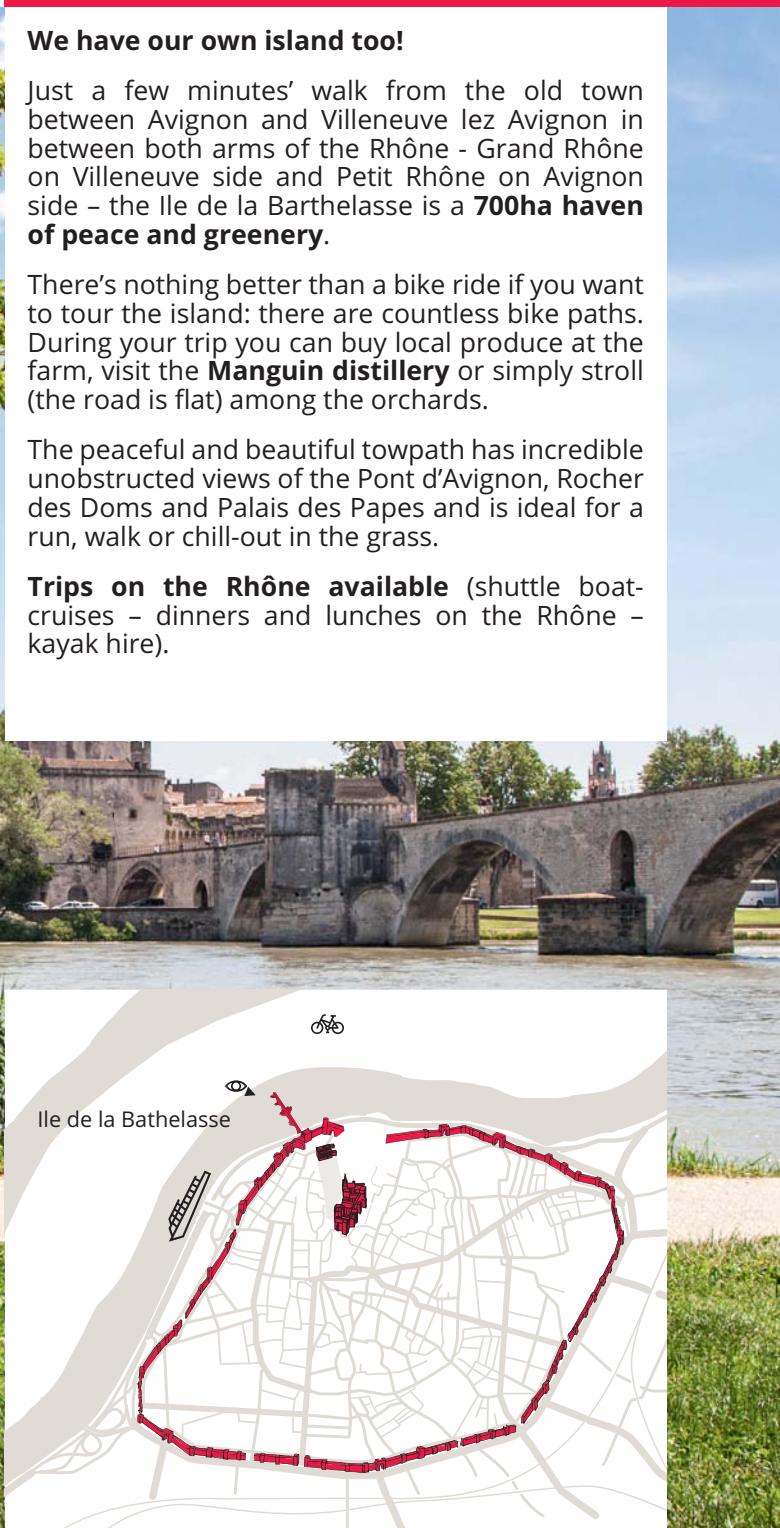 We have our own island too!
Just a few minutes' walk from the old town
between Avignon and Villeneuve lez Avignon in
between both arms of the Rhône - Grand Rhône
on Villeneuve side and Petit Rhône on Avignon
side – the Ile de la Barthelasse is a 700ha haven
of peace and greenery.
There's nothing better than a bike ride if you want
to tour the island: there are countless bike paths.
During your trip you can buy local produce at the
farm, visit the Manguin distillery or simply stroll
(the road is flat) among the orchards.
The peaceful and beautiful towpath has incredible
unobstructed views of the Pont d'Avignon, Rocher
des Doms and Palais des Papes and is ideal for a
run, walk or chill-out in the grass.
Trips on the Rhône available (shuttle boat-
cruises – dinners and lunches on the Rhône –
kayak hire).
Ile de la Bathelasse